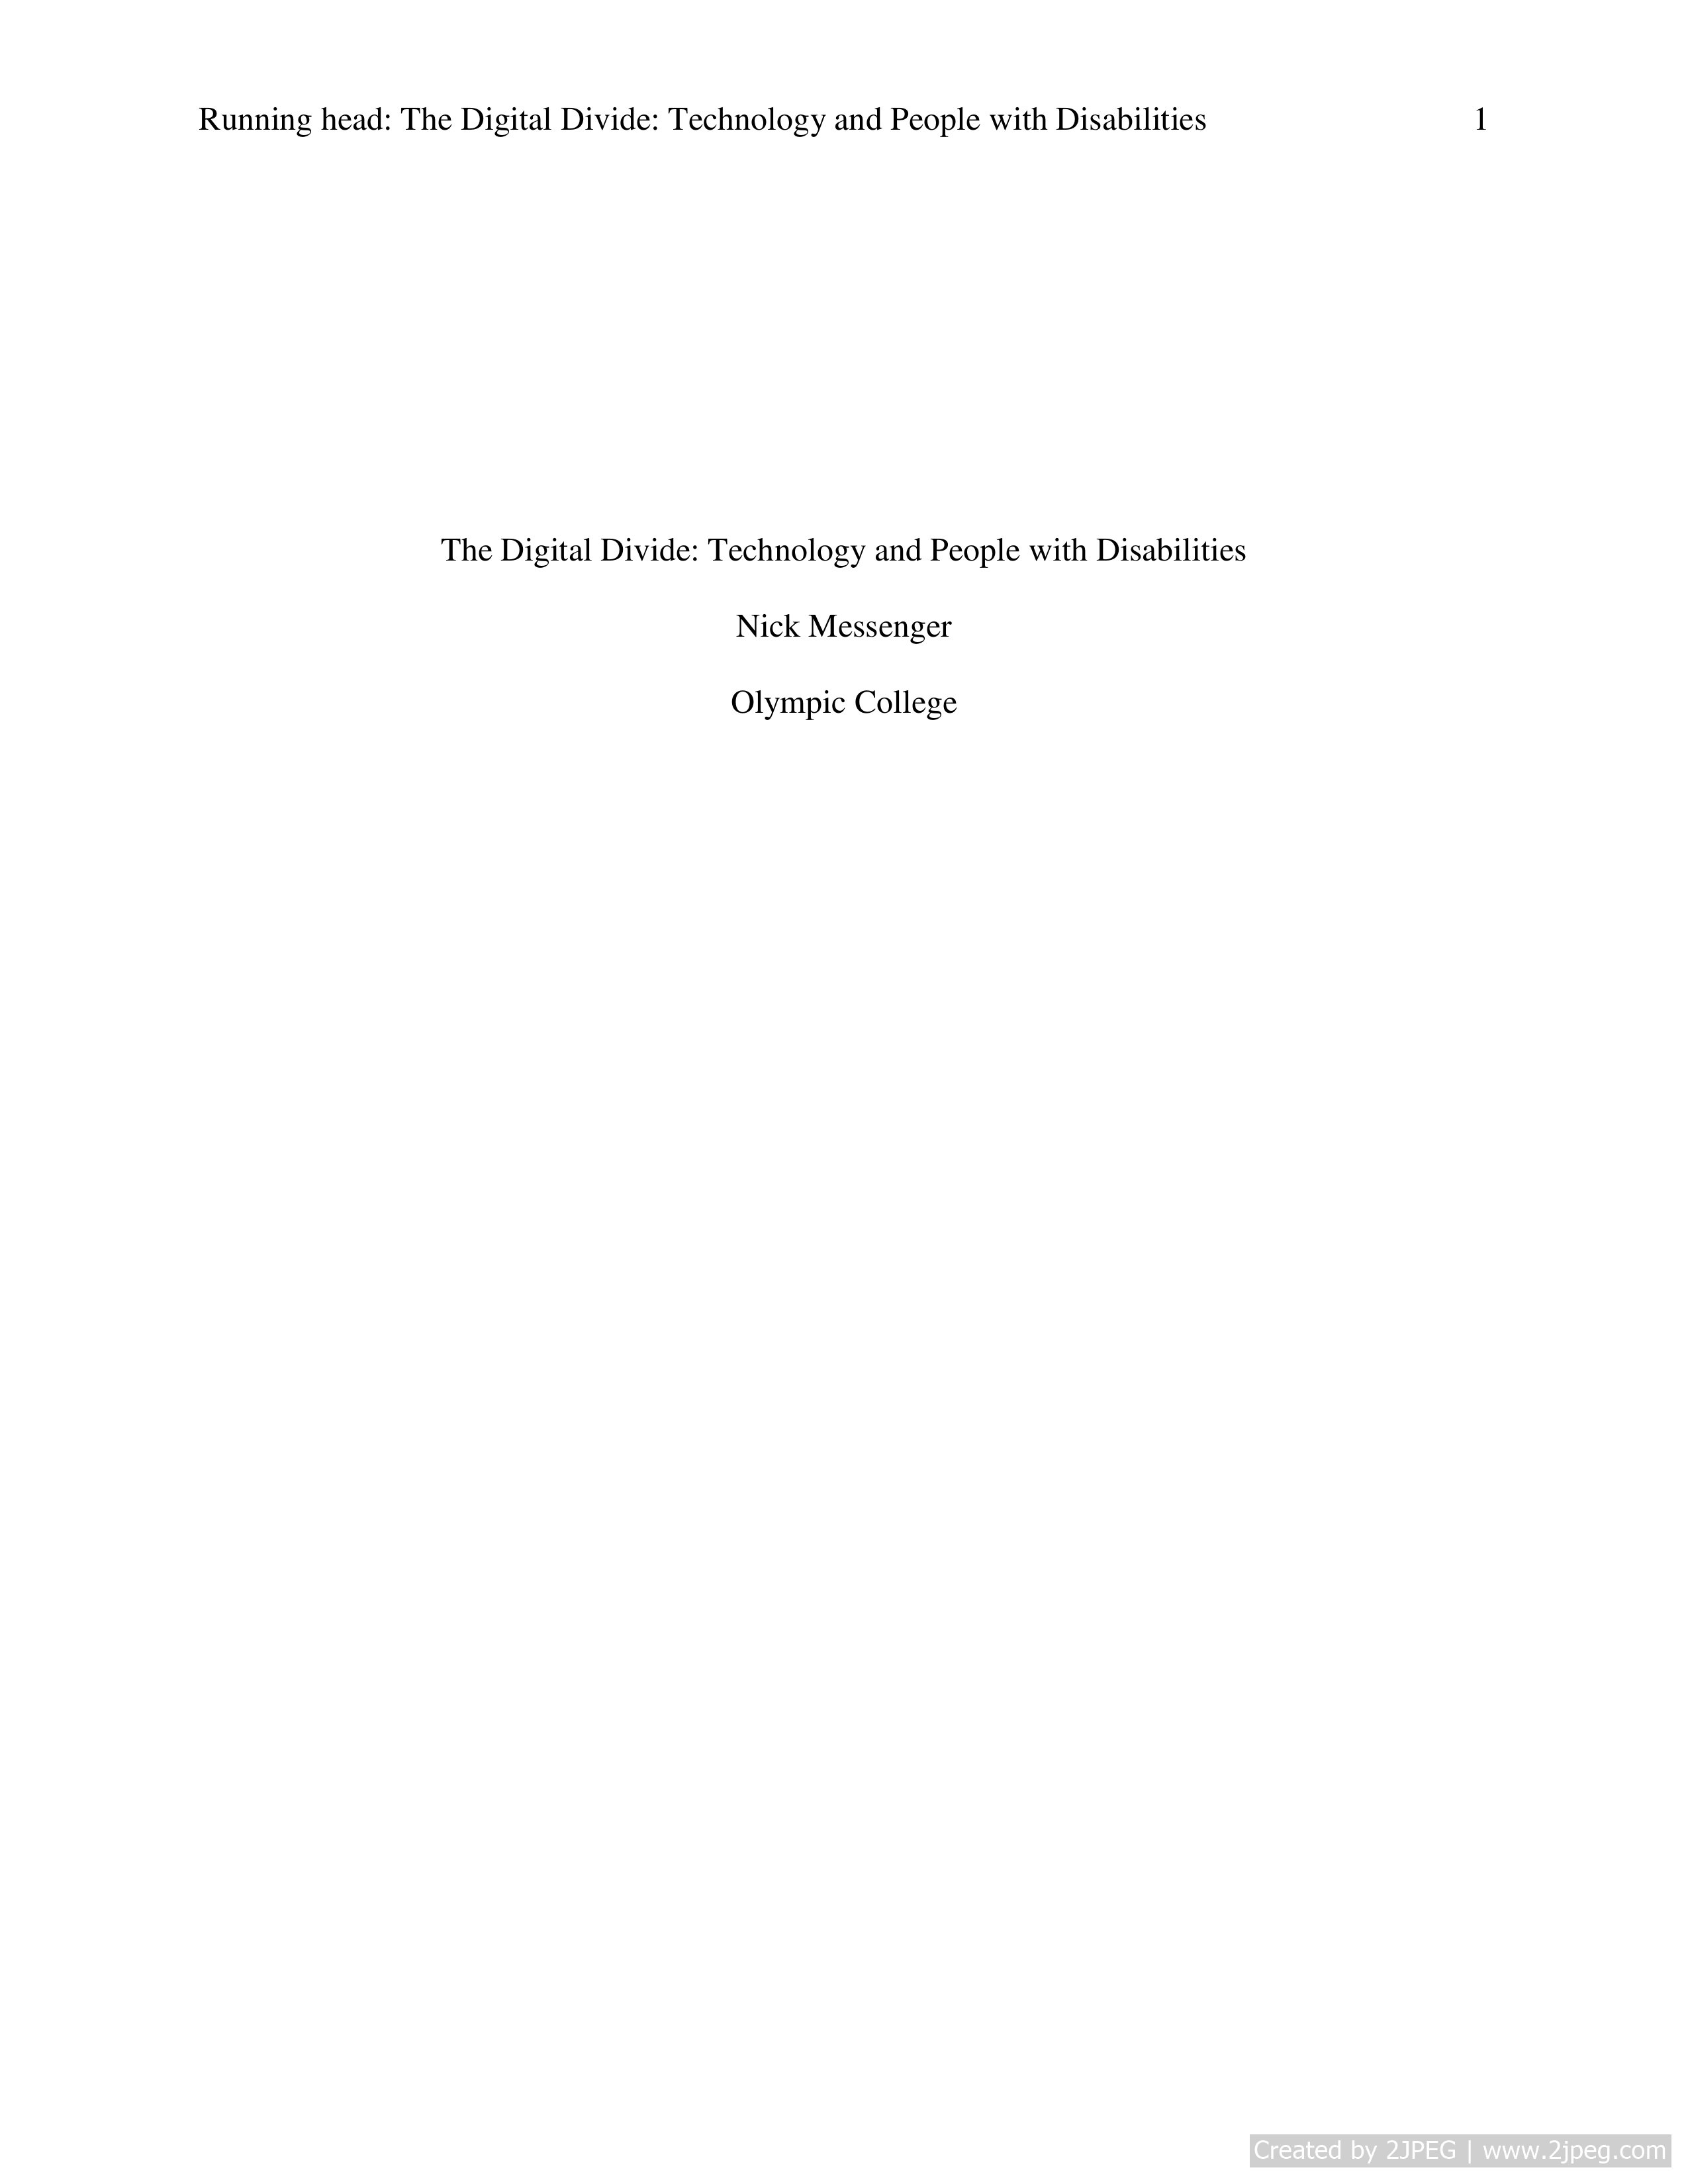 Running head: The Digital Divide: Technology and People with Disabilities 1
The Digital Divide: Technology and People with Disabilities
Nick Messenger
Olympic College
Created by 2JPEG | www.2jpeg.com